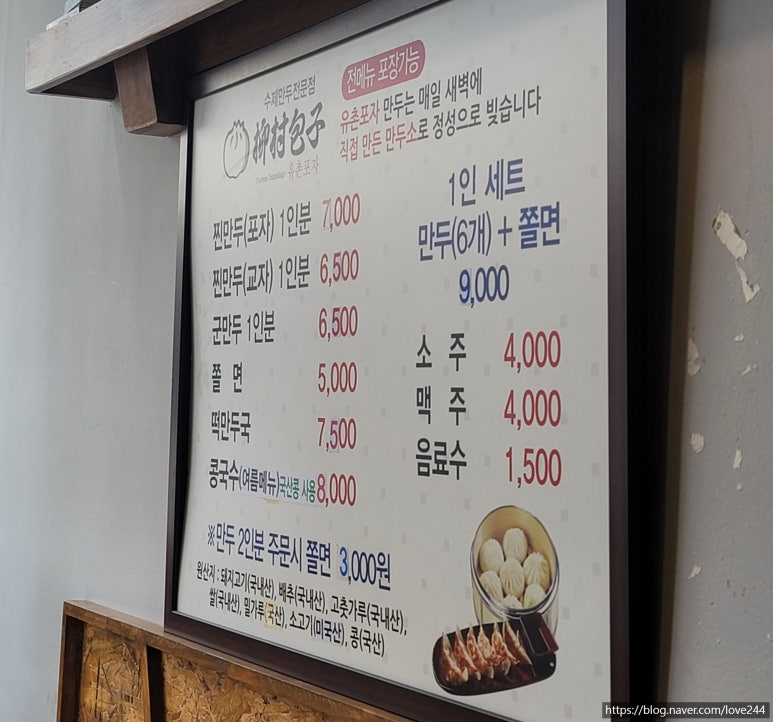 전메뉴 포장가능
수제만두전문점
柳村包子
유촌포자
유촌포자 만두는 매일 새벽에
직접 만든 만두소로 정성으로 빚습니다
찐만두(포자) 1인분 7,000
찐만두(교자) 1인분 6,500
군만두 1인분 6,500
쫄 면 5,000
떡만두국 7,500
콩국수(여름메뉴)국산콩 사용 8,000
1인 세트
만두(6개) + 쫄면
9,000
소 주 4,000
맥 주 4,000
음료수 1,500
※만두 2인분 주문시 쫄면 3,000원
원산지 : 돼지고기(국내산), 배추(국내산), 고춧가루(국내산),
쌀(국내산), 밀가루(국산), 소고기(미국산), 콩(국산)
https://blog.naver.com/love244